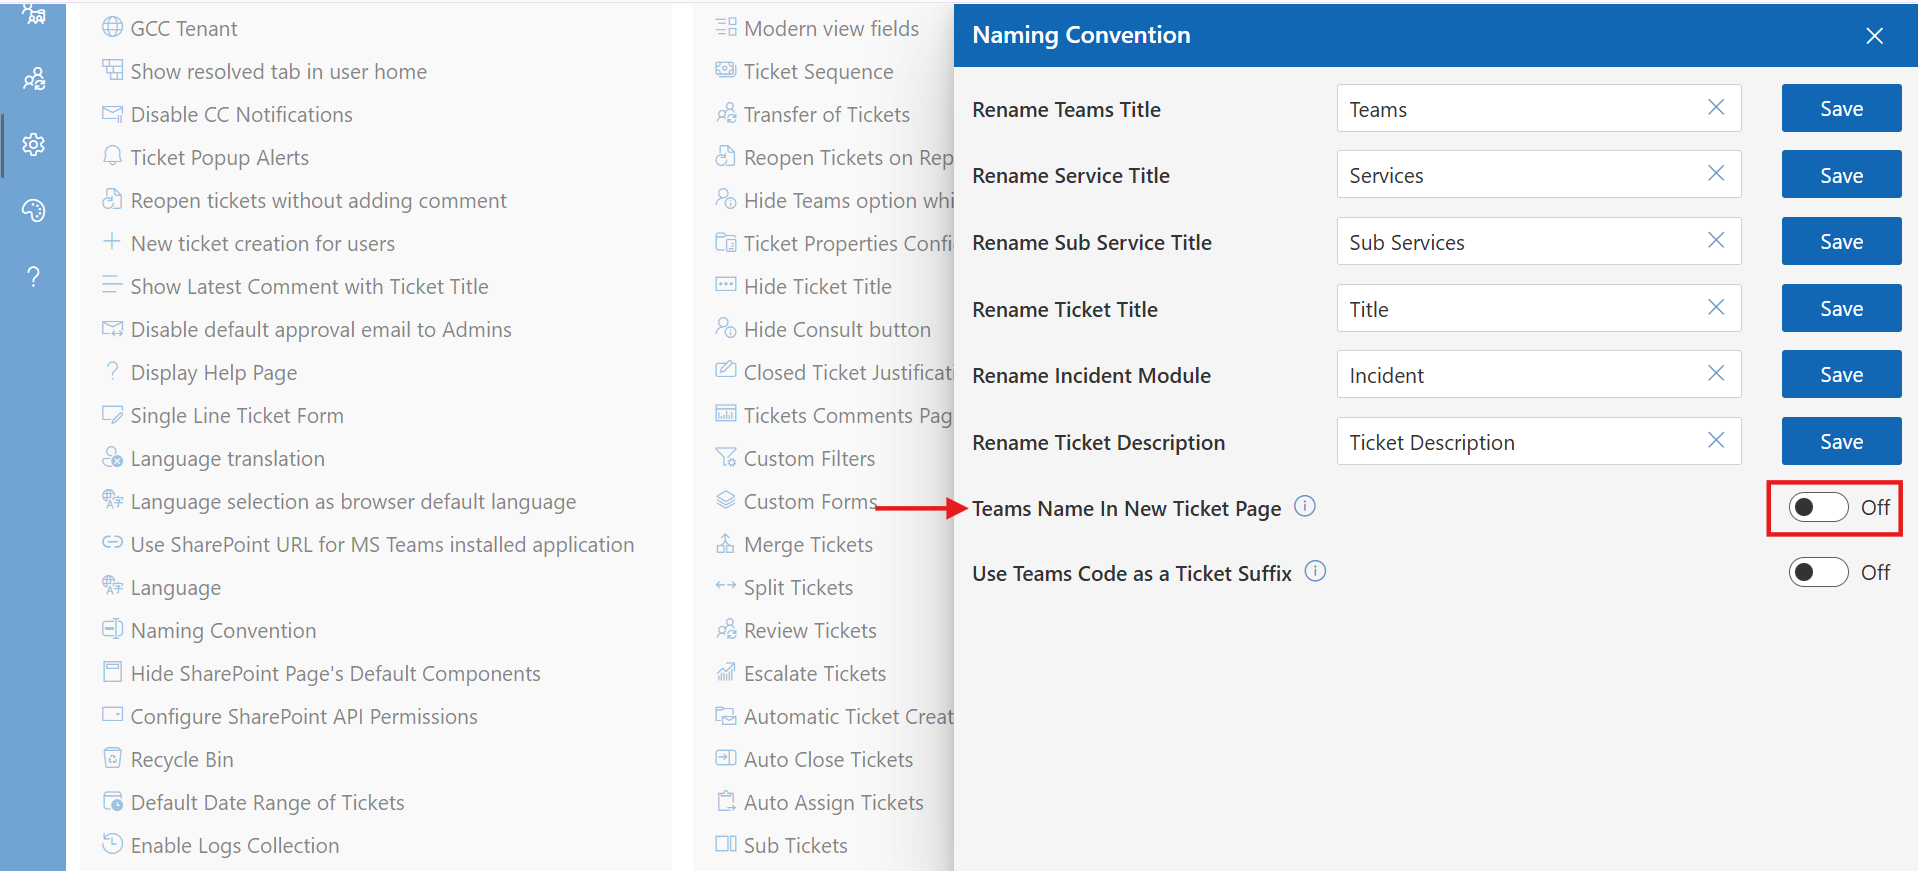 GCC Tenant
Show resolved tab in user home
Disable CC Notifications
Ticket Popup Alerts
Reopen tickets without adding comment
New ticket creation for users
Show Latest Comment with Ticket Title
Disable default approval email to Admins
Display Help Page
Single Line Ticket Form
Language translation
Language selection as browser default language
Use SharePoint URL for MS Teams installed application
Language
Naming Convention
Hide SharePoint Page's Default Components
Configure SharePoint API Permissions
Recycle Bin
Default Date Range of Tickets
Enable Logs Collection
Modern view fields
Ticket Sequence
Transfer of Tickets
Reopen Tickets on Rep
Hide Teams option whi
Ticket Properties Confi
Hide Ticket Title
Hide Consult button
Closed Ticket Justificati
Tickets Comments Pag
Custom Filters
Custom Forms
Merge Tickets
Split Tickets
Review Tickets
Escalate Tickets
Automatic Ticket Creat
Auto Close Tickets
Auto Assign Tickets
Sub Tickets
Naming Convention
Rename Teams Title Teams Save
Rename Service Title Services Save
Rename Sub Service Title Sub Services Save
Rename Ticket Title Title Save
Rename Incident Module Incident Save
Rename Ticket Description Ticket Description Save
Teams Name In New Ticket Page Off
Use Teams Code as a Ticket Suffix Off